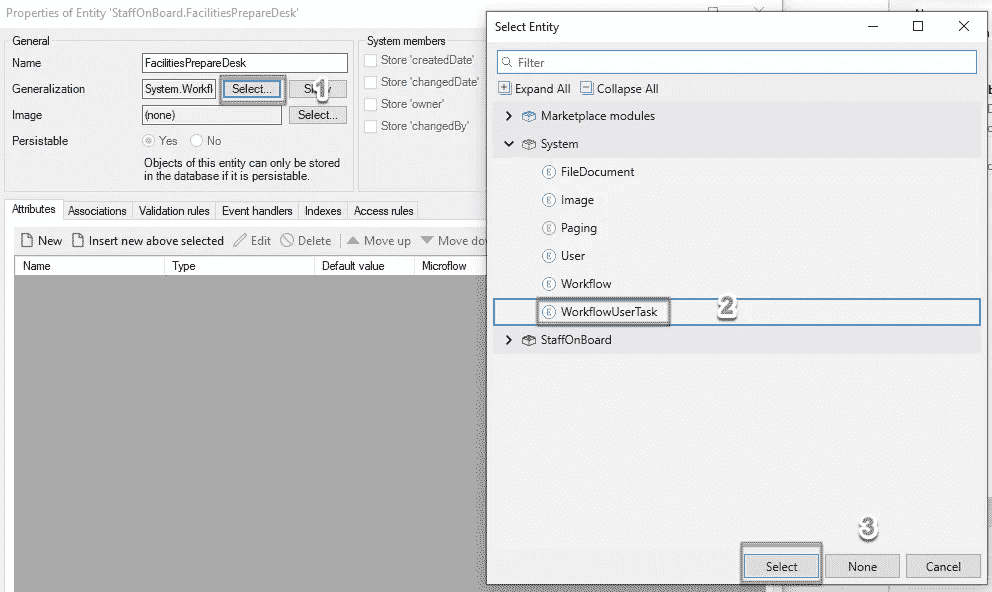 Properties of Entity 'StaffOnBoard.FacilitiesPrepareDesk'
General
Name
FacilitiesPrepareDesk
Generalization
System.Workfl
Select...
1
Image
(none)
Select...
Persistable
Yes
No
Objects of this entity can only be stored
in the database if it is persistable.
System members
Store 'createdDate'
Store 'changedDate'
Store 'owner'
Store 'changedBy'
Attributes
Associations
Validation rules
Event handlers
Indexes
Access rules
New
Insert new above selected
Edit
Delete
Move up
Move dow
Name
Type
Default value
Microflow
Select Entity
Filter
Expand All
Collapse All
Marketplace modules
System
FileDocument
Image
Paging
User
Workflow
WorkflowUserTask
2
StaffOnBoard
3
Select
None
Cancel